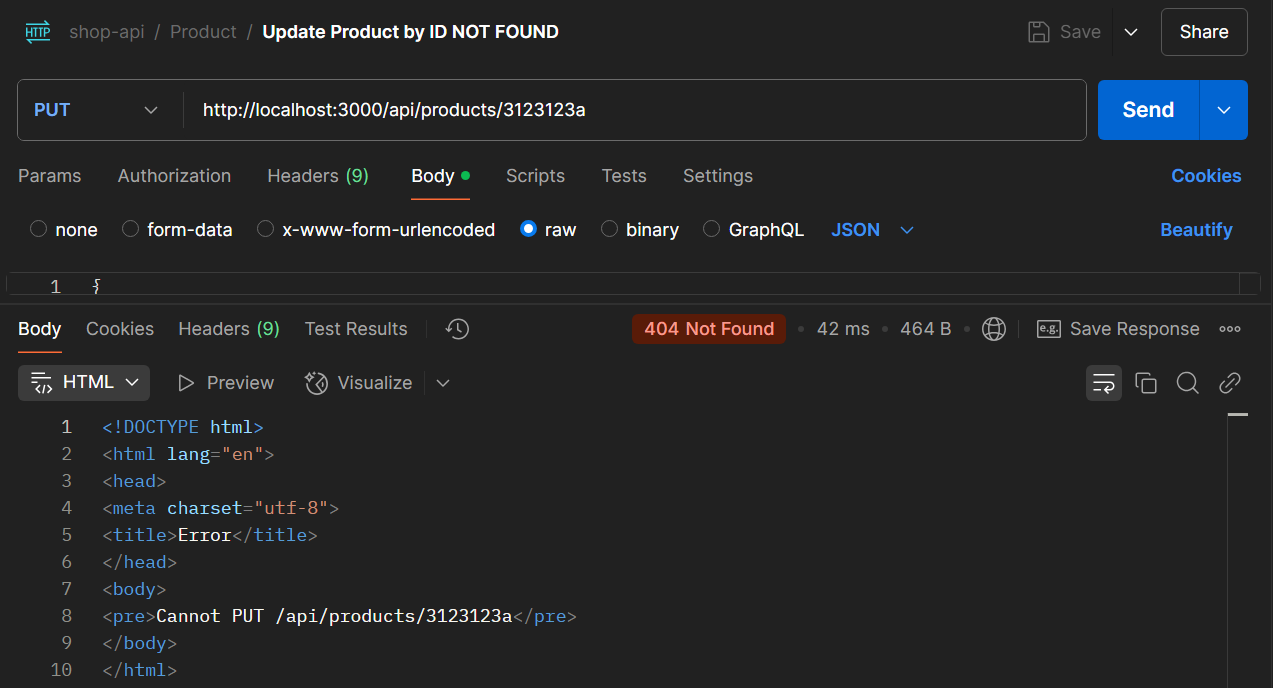 HTTP shop-api / Product / Update Product by ID NOT FOUND Save Share
PUT http://localhost:3000/api/products/3123123a Send
Params Authorization Headers (9) Body Scripts Tests Settings Cookies
none form-data x-www-form-urlencoded raw binary GraphQL JSON Beautify
1 {
Body Cookies Headers (9) Test Results 404 Not Found • 42 ms • 464 B • e.g. Save Response
HTML Preview Visualize
1 <!DOCTYPE html>
2 <html lang="en">
3 <head>
4 <meta charset="utf-8">
5 <title>Error</title>
6 </head>
7 <body>
8 <pre>Cannot PUT /api/products/3123123a</pre>
9 </body>
10 </html>